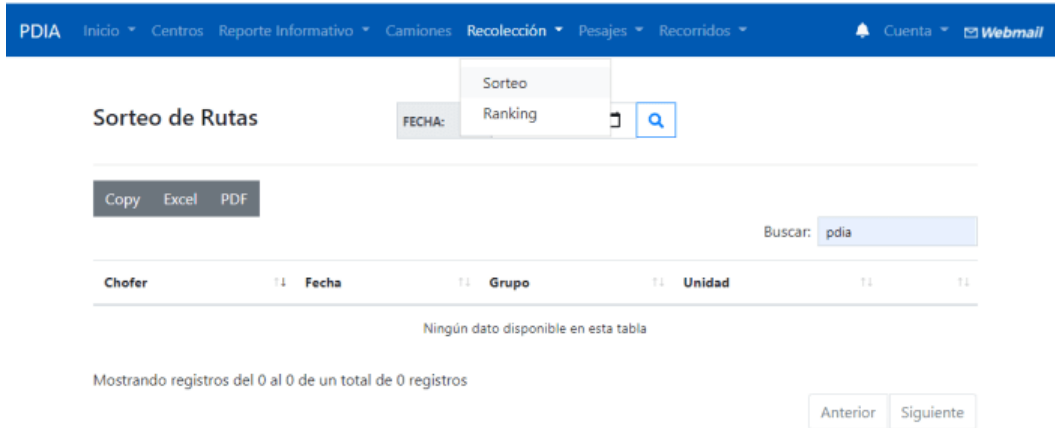 PDIA Inicio Centros Reporte Informativo Camiones Recolección Pesajes Recorridos Cuenta Webmail
Sorteo
Ranking
Sorteo de Rutas
FECHA:
Copy Excel PDF
Buscar: pdia
Chofer Fecha Grupo Unidad
Ningún dato disponible en esta tabla
Mostrando registros del 0 al 0 de un total de 0 registros
Anterior Siguiente